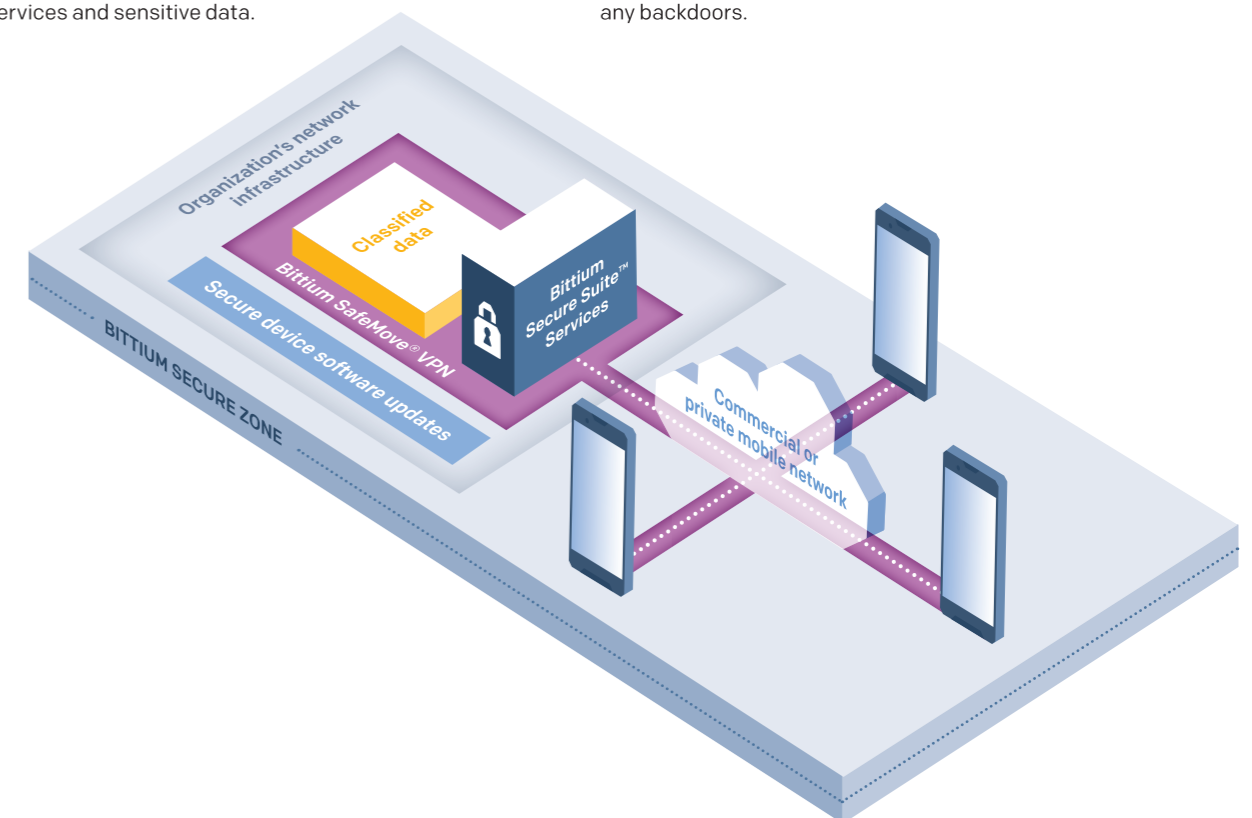 ervices and sensitive data.
any backdoors.
Organization's network
infrastructure
Classified
data
Bittium
Secure Suite™
Services
Bittium SafeMove® VPN
Secure device software updates
BITTIUM SECURE ZONE
Commercial or
private mobile network